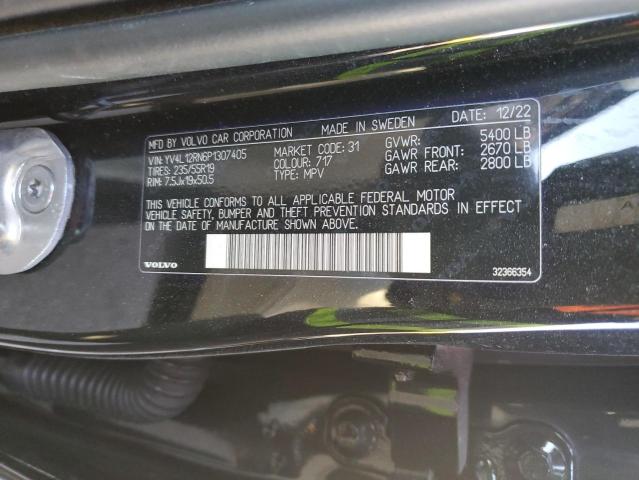 MFD BY VOLVO CAR CORPORATION MADE IN SWEDEN DATE: 12/22
VIN: YV4L12RN6P1307405 MARKET CODE: 31 GVWR: 5400 LB
TIRES: 235/55R19 COLOUR: 717 GAWR FRONT: 2670 LB
RIM: 7.5Jx19x50.5 TYPE: MPV GAWR REAR: 2800 LB
THIS VEHICLE CONFORMS TO ALL APPLICABLE FEDERAL MOTOR
VEHICLE SAFETY, BUMPER AND THEFT PREVENTION STANDARDS IN EFFECT
ON THE DATE OF MANUFACTURE SHOWN ABOVE.
VOLVO 32366354